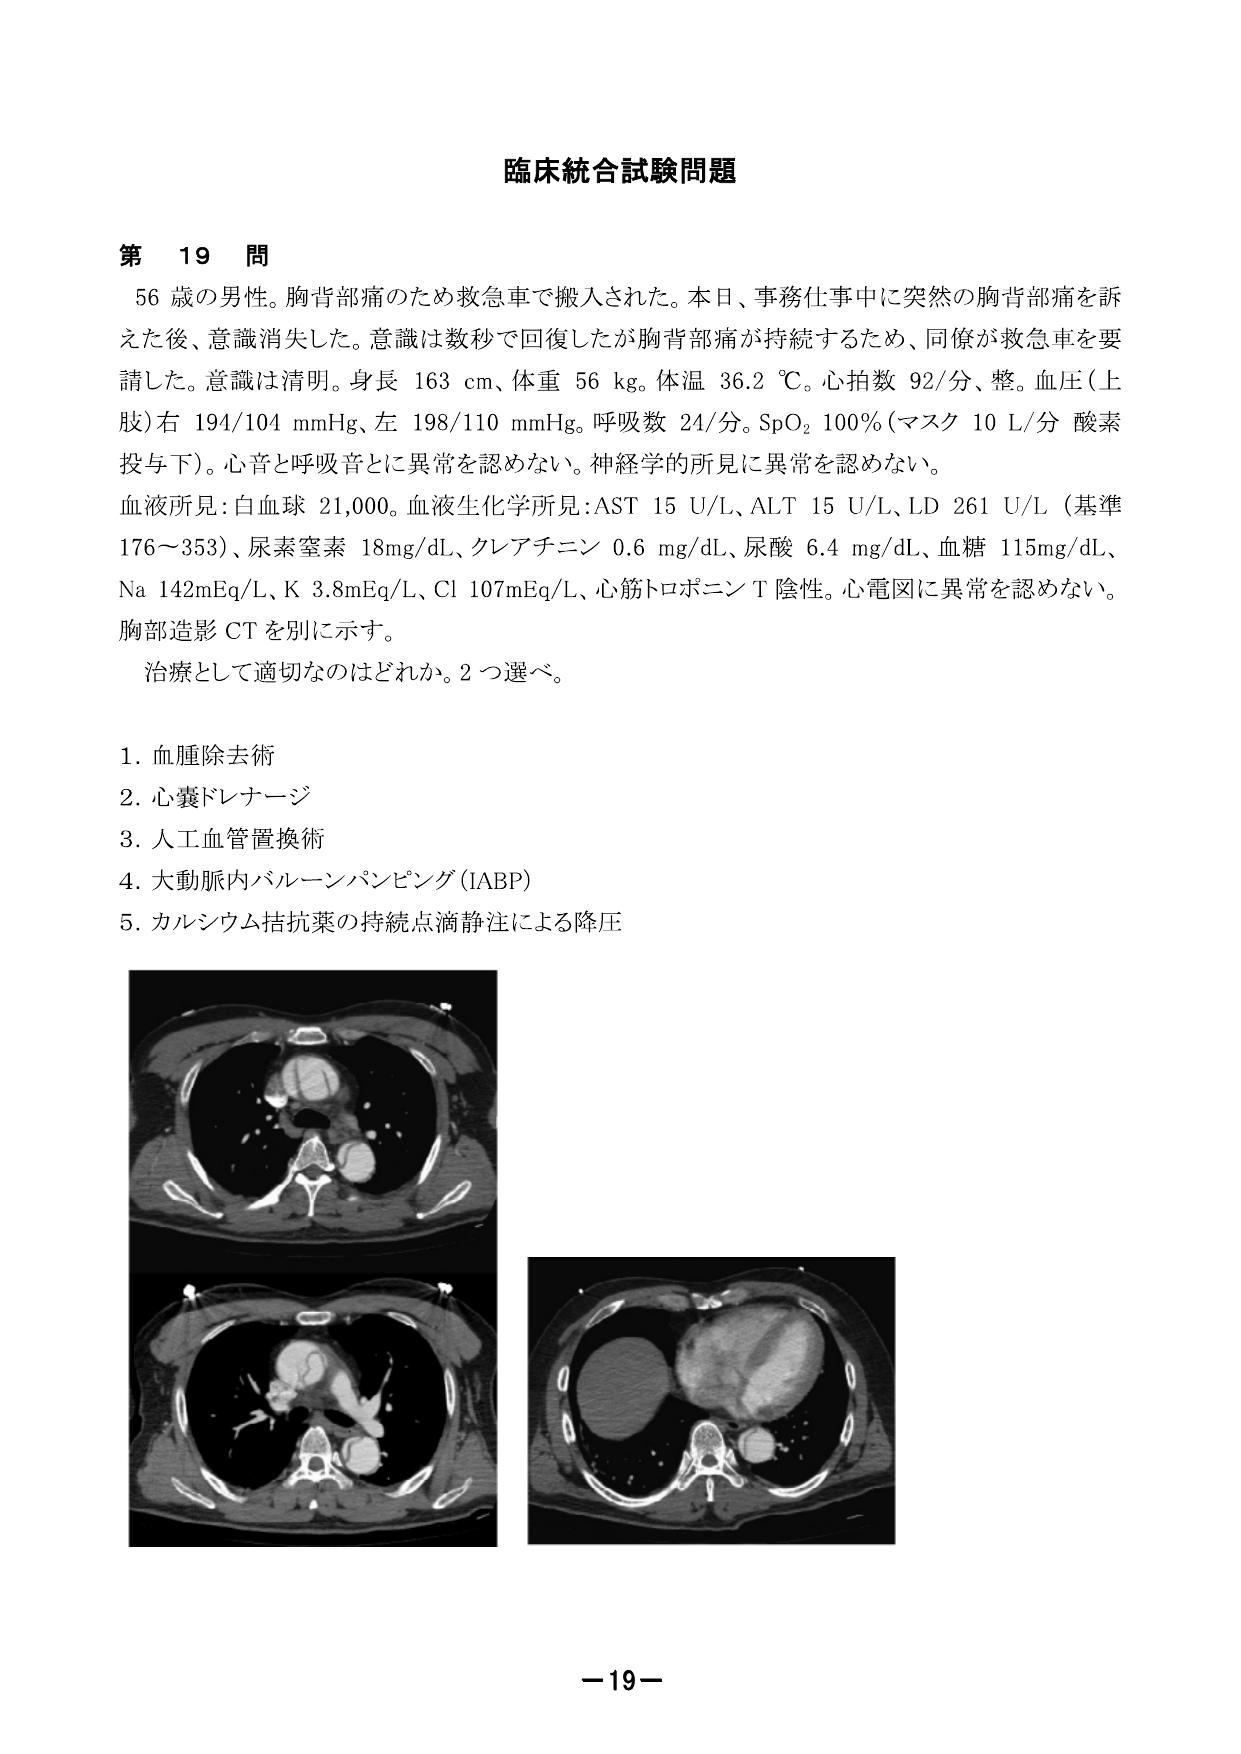 臨床統合試験問題
第 19 問
56 歳の男性。胸背部痛のため救急車で搬入された。本日、事務仕事中に突然の胸背部痛を訴
えた後、意識消失した。意識は数秒で回復したが胸背部痛が持続するため、同僚が救急車を要
請した。意識は清明。身長 163 cm、体重 56 kg。体温 36.2 ℃。心拍数 92/分、整。血圧(上
肢)右 194/104 mmHg、左 198/110 mmHg。呼吸数 24/分。SpO₂ 100%(マスク 10 L/分 酸素
投与下)。心音と呼吸音とに異常を認めない。神経学的所見に異常を認めない。
血液所見:白血球 21,000。血液生化学所見:AST 15 U/L、ALT 15 U/L、LD 261 U/L (基準
176～353)、尿素窒素 18mg/dL、クレアチニン 0.6 mg/dL、尿酸 6.4 mg/dL、血糖 115mg/dL、
Na 142mEq/L、K 3.8mEq/L、Cl 107mEq/L、心筋トロポニン T 陰性。心電図に異常を認めない。
胸部造影 CT を別に示す。
治療として適切なのはどれか。2 つ選べ。
1. 血腫除去術
2. 心嚢ドレナージ
3. 人工血管置換術
4. 大動脈内バルーンパンピング(IABP)
5. カルシウム拮抗薬の持続点滴静注による降圧
－19－